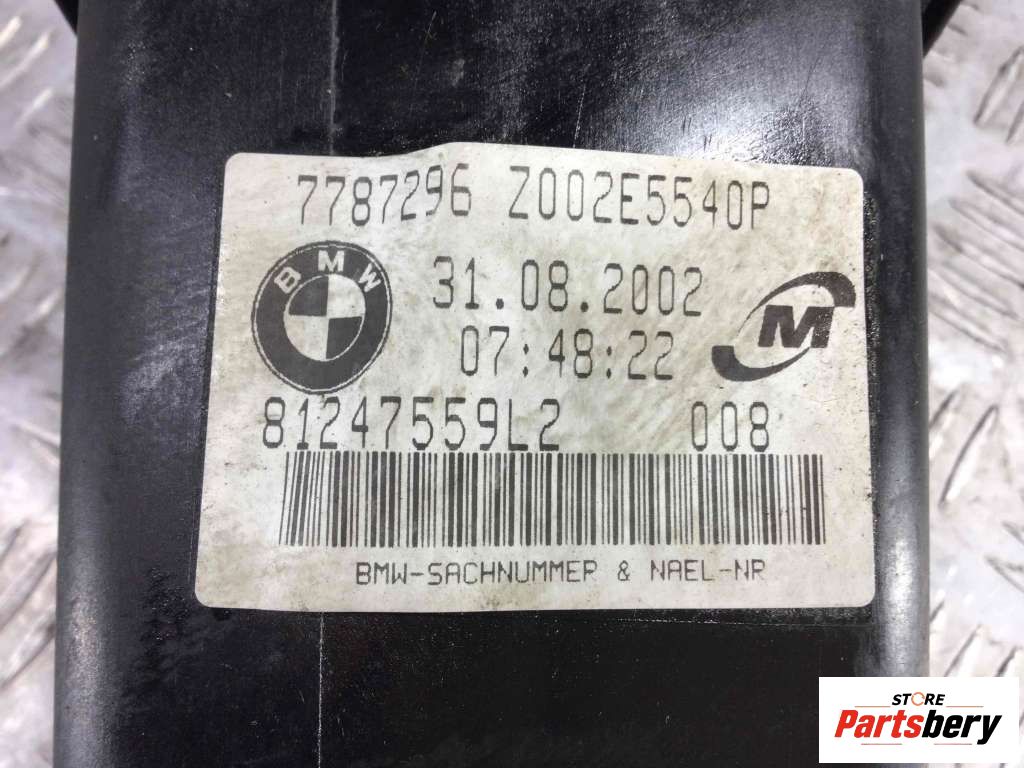 7787296 Z002E5540P
BMW
31.08.2002
07:48:22
M
81247559L2 008
BMW-SACHNUMMER & NAEL-NR
STORE
Partsbery